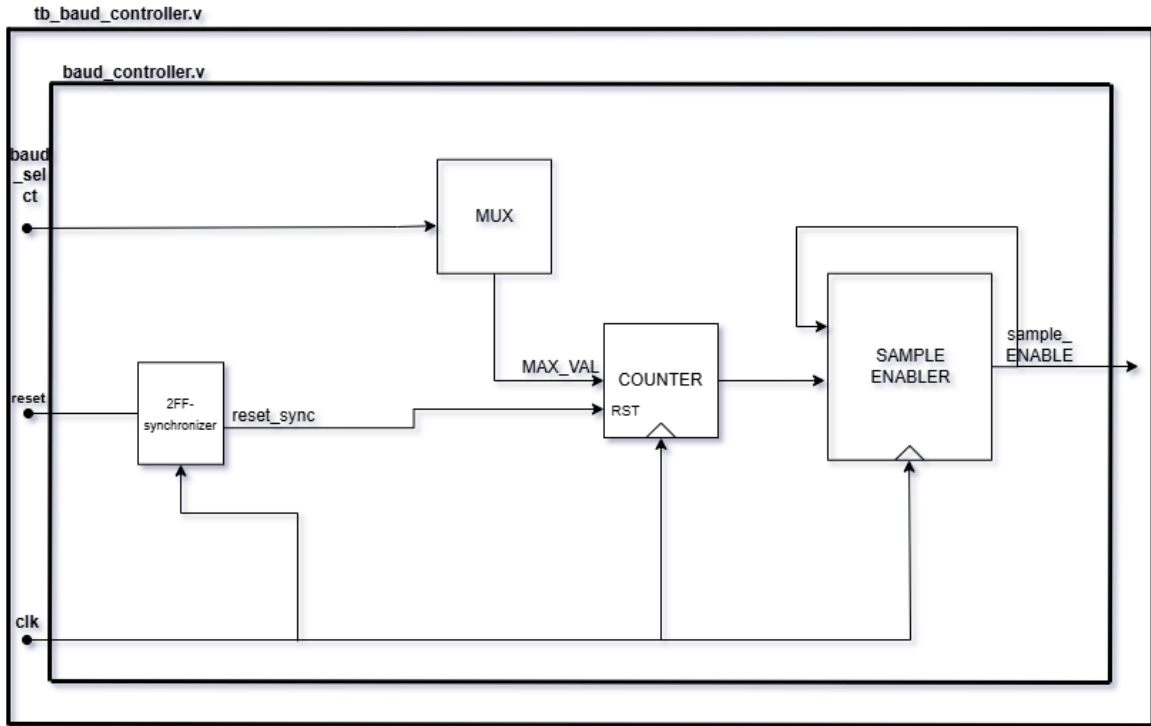 tb_baud_controller.v
baud_controller.v
baud
_sel
ct
MUX
MAX_VAL
COUNTER
RST
SAMPLE
ENABLER
sample_
ENABLE
reset
2FF-
synchronizer
reset_sync
clk